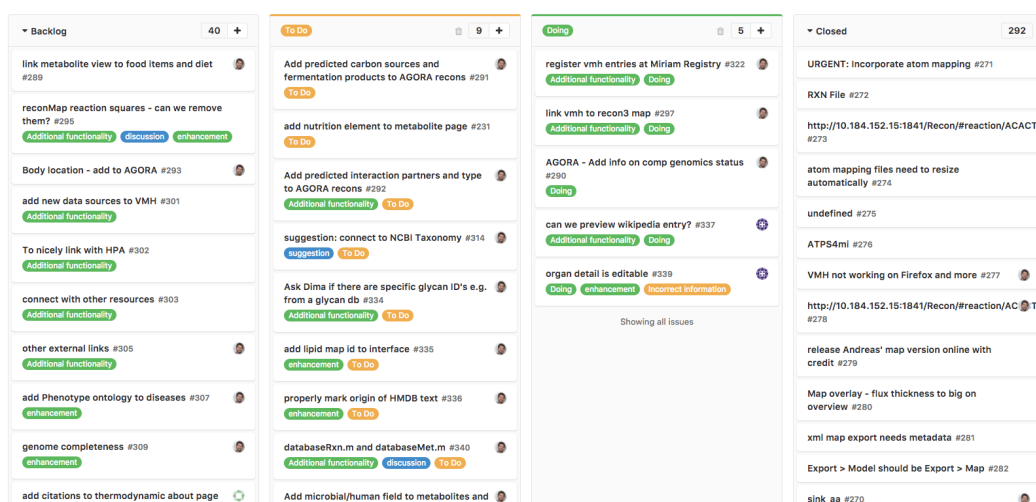 Backlog 40 +
link metabolite view to food items and diet
#289
reconMap reaction squares - can we remove
them? #295
Additional functionality discussion enhancement
Body location - add to AGORA #293
add new data sources to VMH #301
Additional functionality
To nicely link with HPA #302
Additional functionality
connect with other resources #303
Additional functionality
other external links #305
Additional functionality
add Phenotype ontology to diseases #307
enhancement
genome completeness #309
enhancement
add citations to thermodynamic about page
To Do 9 +
Add predicted carbon sources and
fermentation products to AGORA recons #291
To Do
add nutrition element to metabolite page #231
To Do
Add predicted interaction partners and type
to AGORA recons #292
Additional functionality To Do
suggestion: connect to NCBI Taxonomy #314
suggestion To Do
Ask Dima if there are specific glycan ID's e.g.
from a glycan db #334
Additional functionality To Do
add lipid map id to interface #335
enhancement To Do
properly mark origin of HMDB text #336
enhancement To Do
databaseRxn.m and databaseMet.m #340
Additional functionality discussion To Do
Add microbial/human field to metabolites and
Doing 5 +
register vmh entries at Miriam Registry #322
Additional functionality Doing
link vmh to recon3 map #297
Additional functionality Doing
AGORA - Add info on comp genomics status
#290
Doing
can we preview wikipedia entry? #337
Additional functionality Doing
organ detail is editable #339
Doing enhancement Incorrect information
Showing all issues
Closed 292
URGENT: Incorporate atom mapping #271
RXN File #272
http://10.184.152.15:1841/Recon/#reaction/ACACT
#273
atom mapping files need to resize
automatically #274
undefined #275
ATPS4mi #276
VMH not working on Firefox and more #277
http://10.184.152.15:1841/Recon/#reaction/AC
#278
release Andreas' map version online with
credit #279
Map overlay - flux thickness to big on
overview #280
xml map export needs metadata #281
Export > Model should be Export > Map #282
sink_aa #270